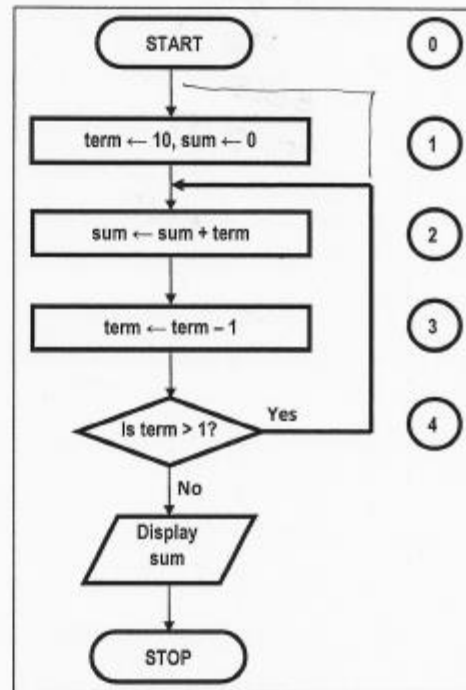 START
0
term ← 10, sum ← 0
1
sum ← sum + term
2
term ← term – 1
3
Is term > 1?
Yes
4
No
Display
sum
STOP